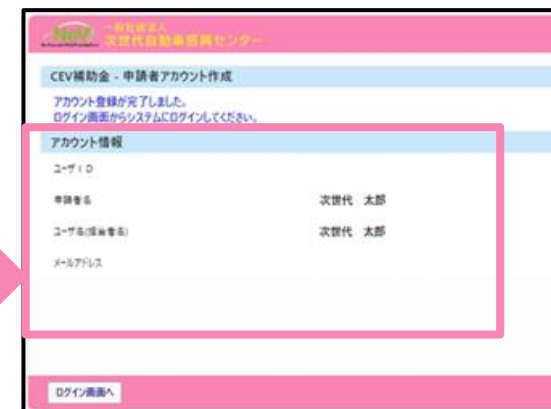 一般社団法人
次世代自動車振興センター
CEV補助金 - 申請者アカウント作成
アカウント登録が完了しました。
ログイン画面からシステムにログインしてください。
アカウント情報
ユーザID
申請者名 次世代 太郎
ユーザ名(担当者名) 次世代 太郎
メールアドレス
ログイン画面へ